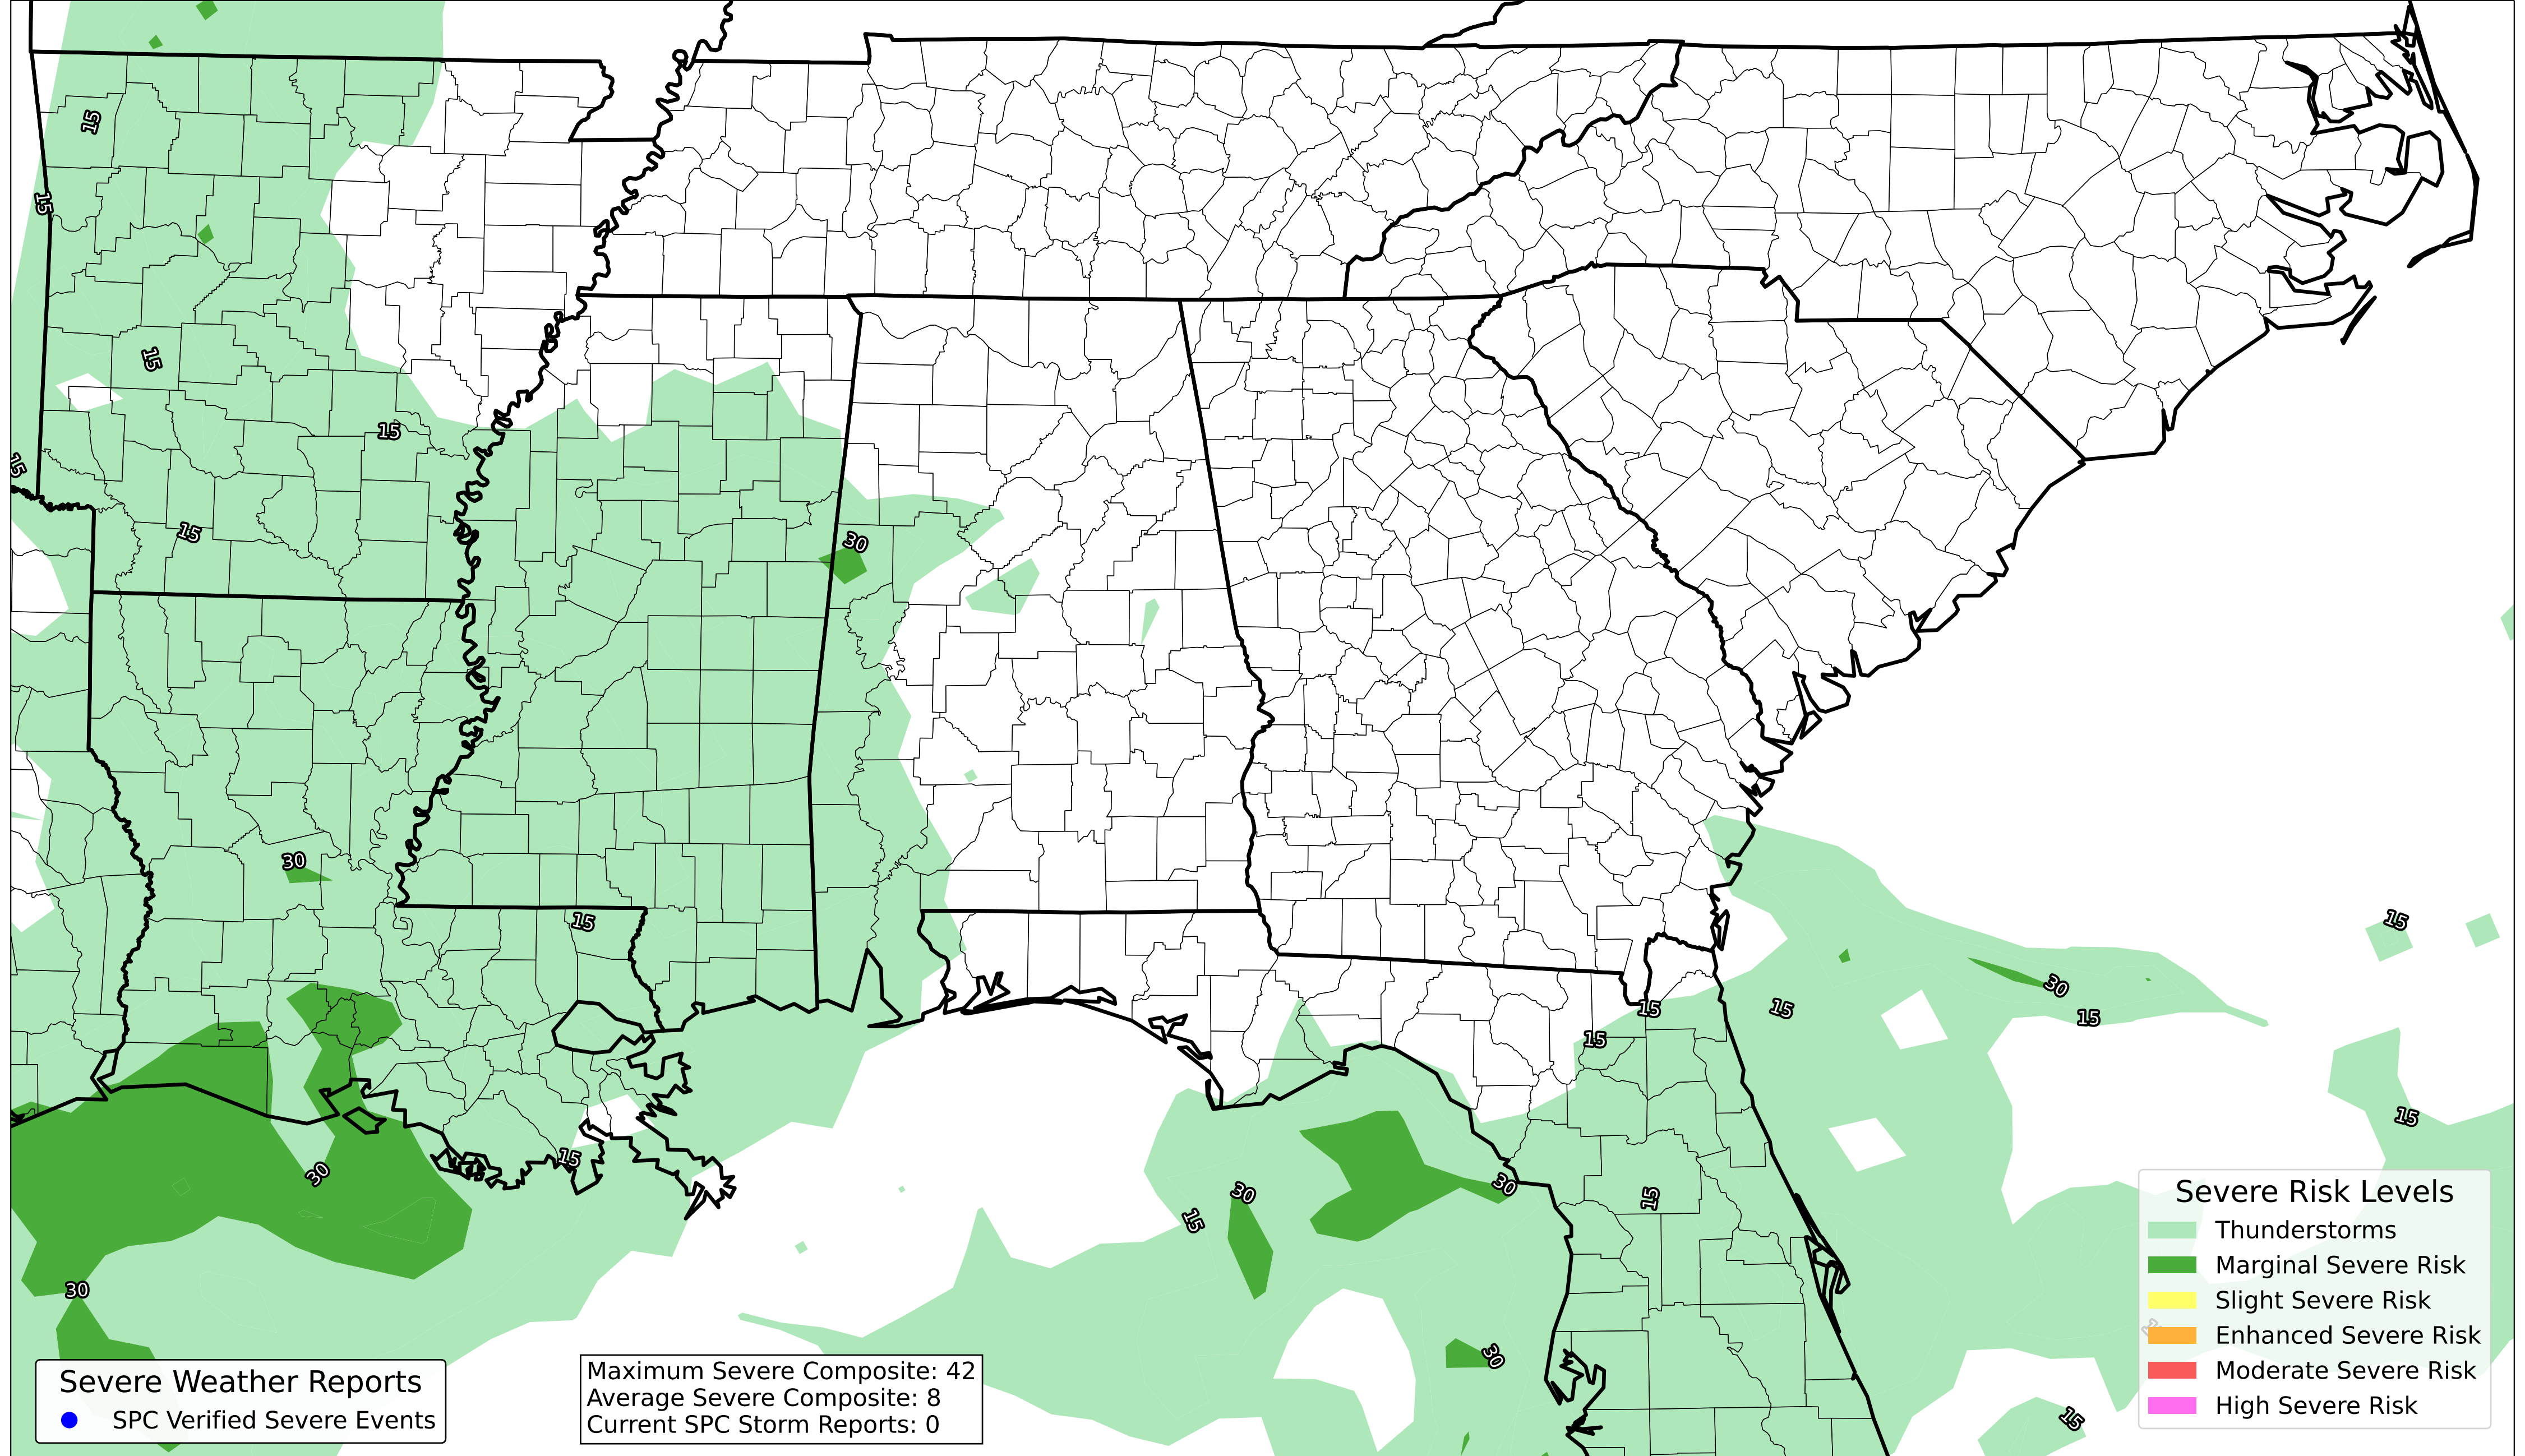 15
15
15
15
15
15
30
30
15
15
15
15
30
15
15
15
30
30
30
15
15
30
15
30
30
15
15
Severe Risk Levels
Thunderstorms
Marginal Severe Risk
Slight Severe Risk
Enhanced Severe Risk
Moderate Severe Risk
High Severe Risk
Severe Weather Reports
SPC Verified Severe Events
Maximum Severe Composite: 42
Average Severe Composite: 8
Current SPC Storm Reports: 0